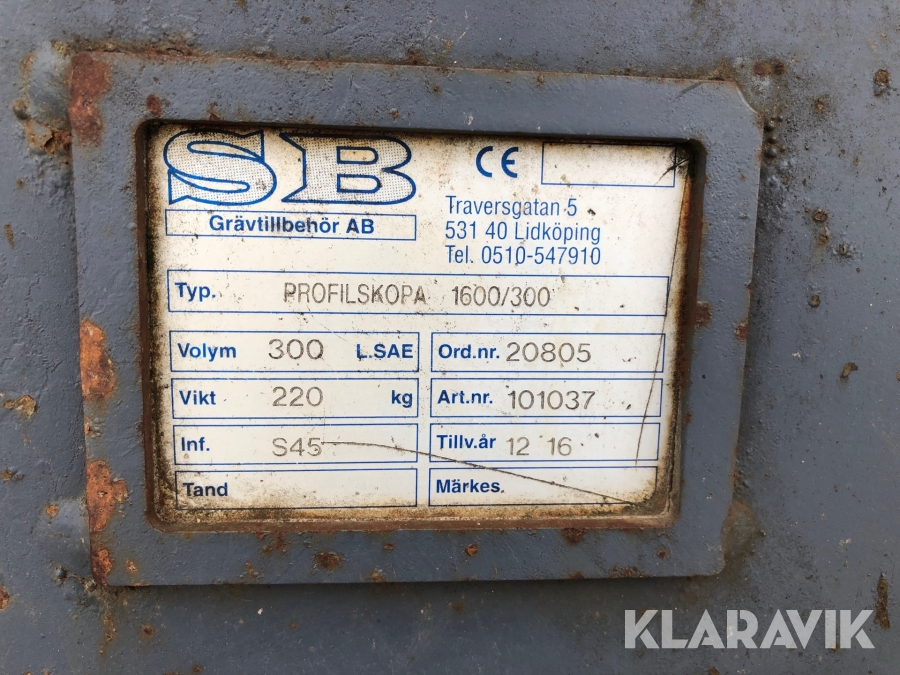 SB
Grävtillbehör AB
CE
Traversgatan 5
531 40 Lidköping
Tel. 0510-547910
Typ. PROFILSKOPA 1600/300
Volym 300 L.SAE
Ord.nr. 20805
Vikt 220 kg
Art.nr. 101037
Inf. S45
Tillv.år 12 16
Tand
Märkes.
KLARAVIK